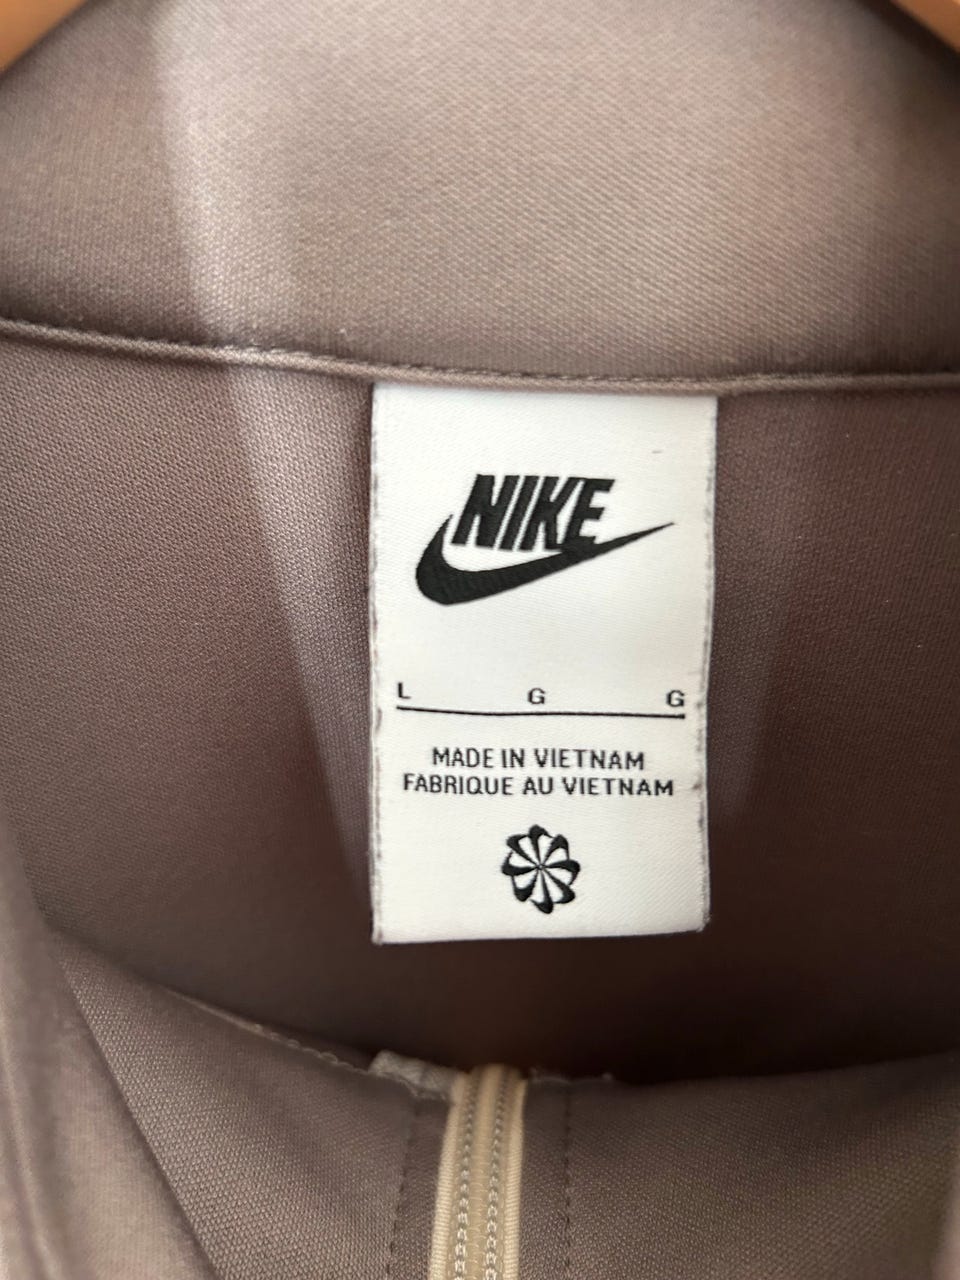 NIKE
L G G
MADE IN VIETNAM
FABRIQUE AU VIETNAM